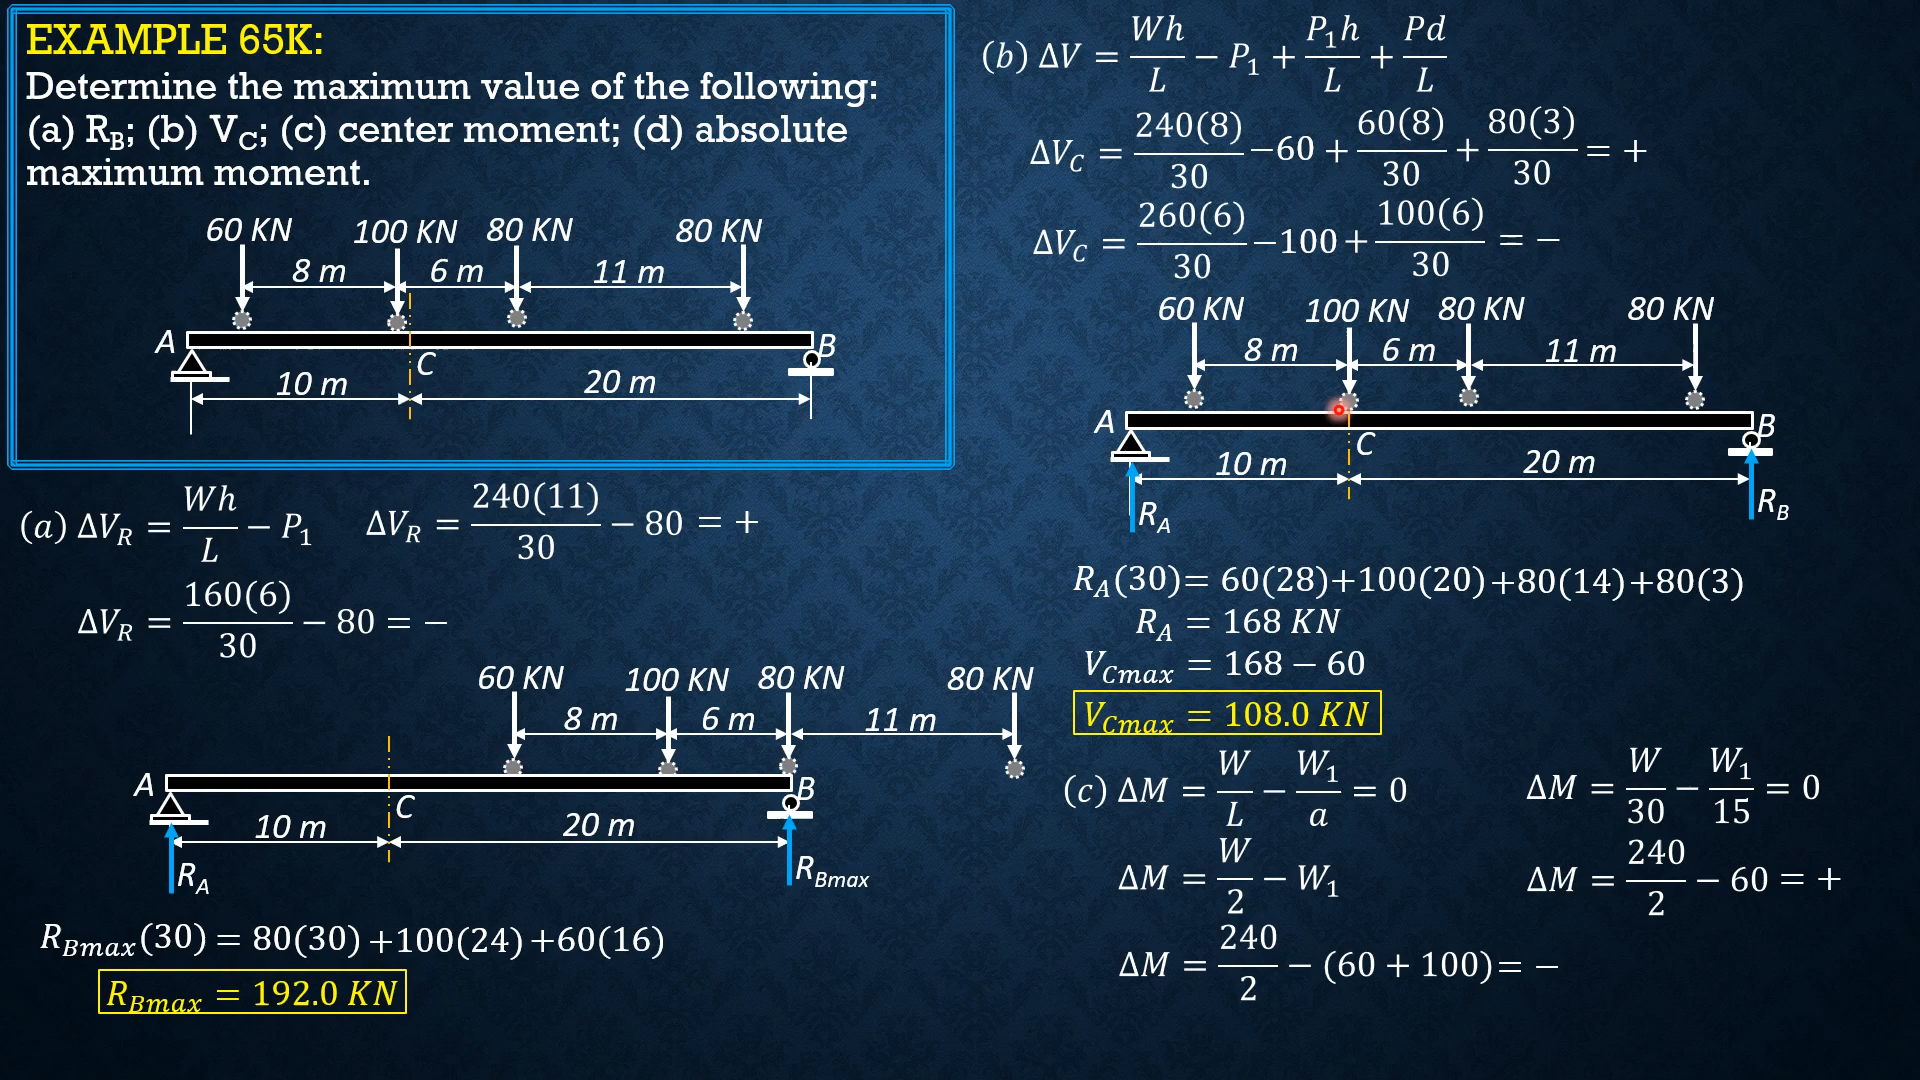 EXAMPLE 65K:
Determine the maximum value of the following:
(a) R_B; (b) V_C; (c) center moment; (d) absolute
maximum moment.
60 KN 100 KN 80 KN 80 KN
8 m 6 m 11 m
A B
C
10 m 20 m
(a) ΔV_R = Wh/L − P_1 ΔV_R = 240(11)/30 − 80 = +
ΔV_R = 160(6)/30 − 80 = −
60 KN 100 KN 80 KN 80 KN
8 m 6 m 11 m
A B
C
10 m 20 m
R_A R_Bmax
R_Bmax(30) = 80(30) +100(24) +60(16)
R_Bmax = 192.0 KN
(b) ΔV = Wh/L − P_1 + P_1h/L + Pd/L
ΔV_C = 240(8)/30 −60 + 60(8)/30 + 80(3)/30 = +
ΔV_C = 260(6)/30 −100 + 100(6)/30 = −
60 KN 100 KN 80 KN 80 KN
8 m 6 m 11 m
A B
C
10 m 20 m
R_A R_B
R_A(30)= 60(28)+100(20)+80(14)+80(3)
R_A = 168 KN
V_Cmax = 168 − 60
V_Cmax = 108.0 KN
(c) ΔM = W/L − W_1/a = 0 ΔM = W/30 − W_1/15 = 0
ΔM = W/2 − W_1 ΔM = 240/2 − 60 = +
ΔM = 240/2 − (60 + 100)= −